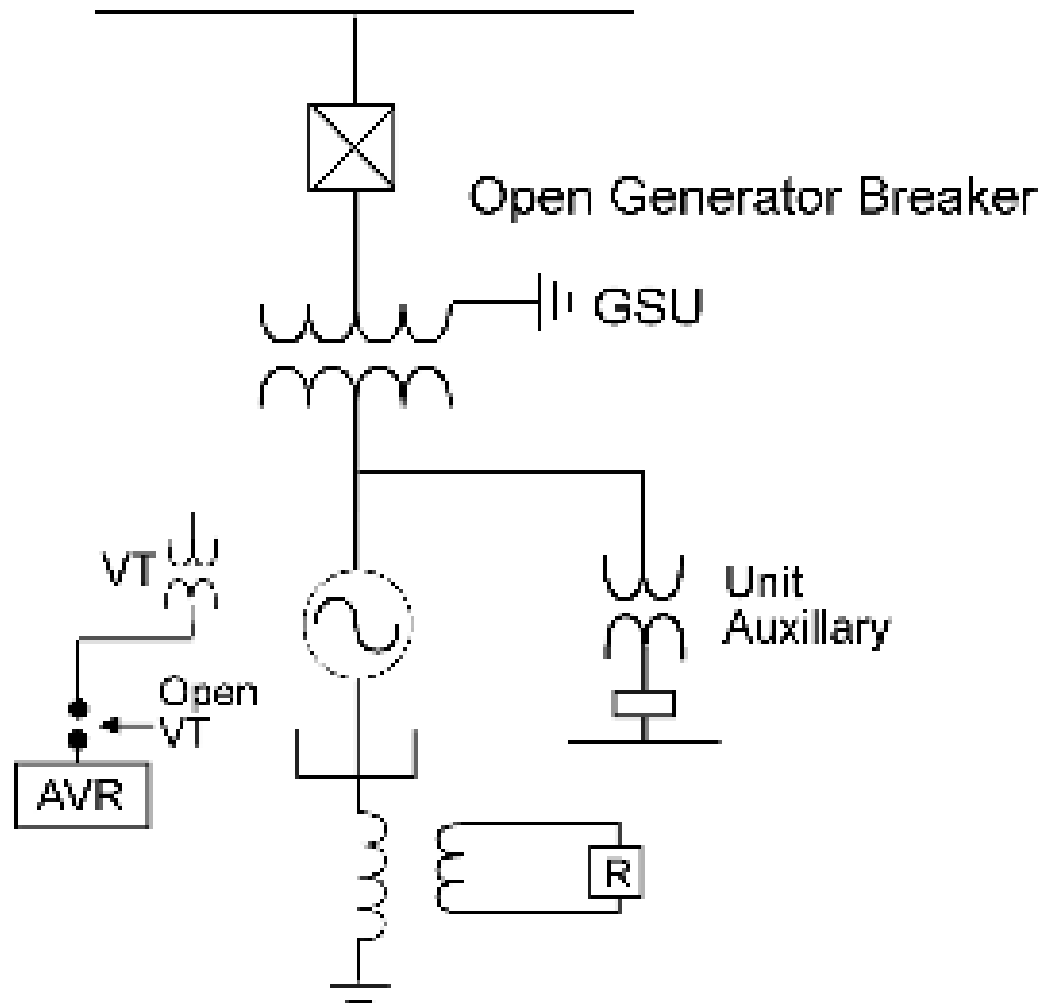 Open Generator Breaker
GSU
VT
Unit
Auxillary
Open
VT
AVR
R